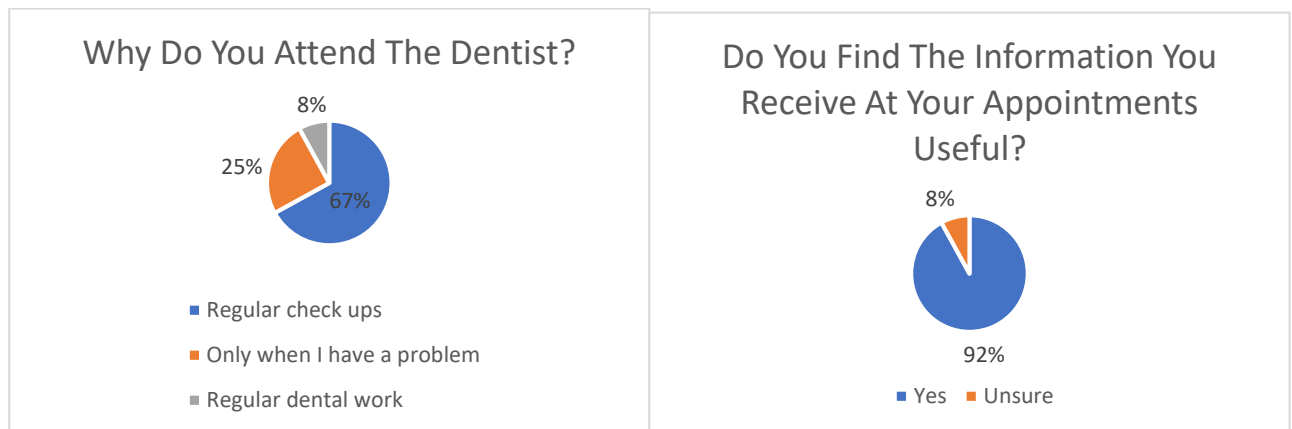 Why Do You Attend The Dentist?
8%
25%
67%
Regular check ups
Only when I have a problem
Regular dental work
Do You Find The Information You
Receive At Your Appointments
Useful?
8%
92%
Yes Unsure